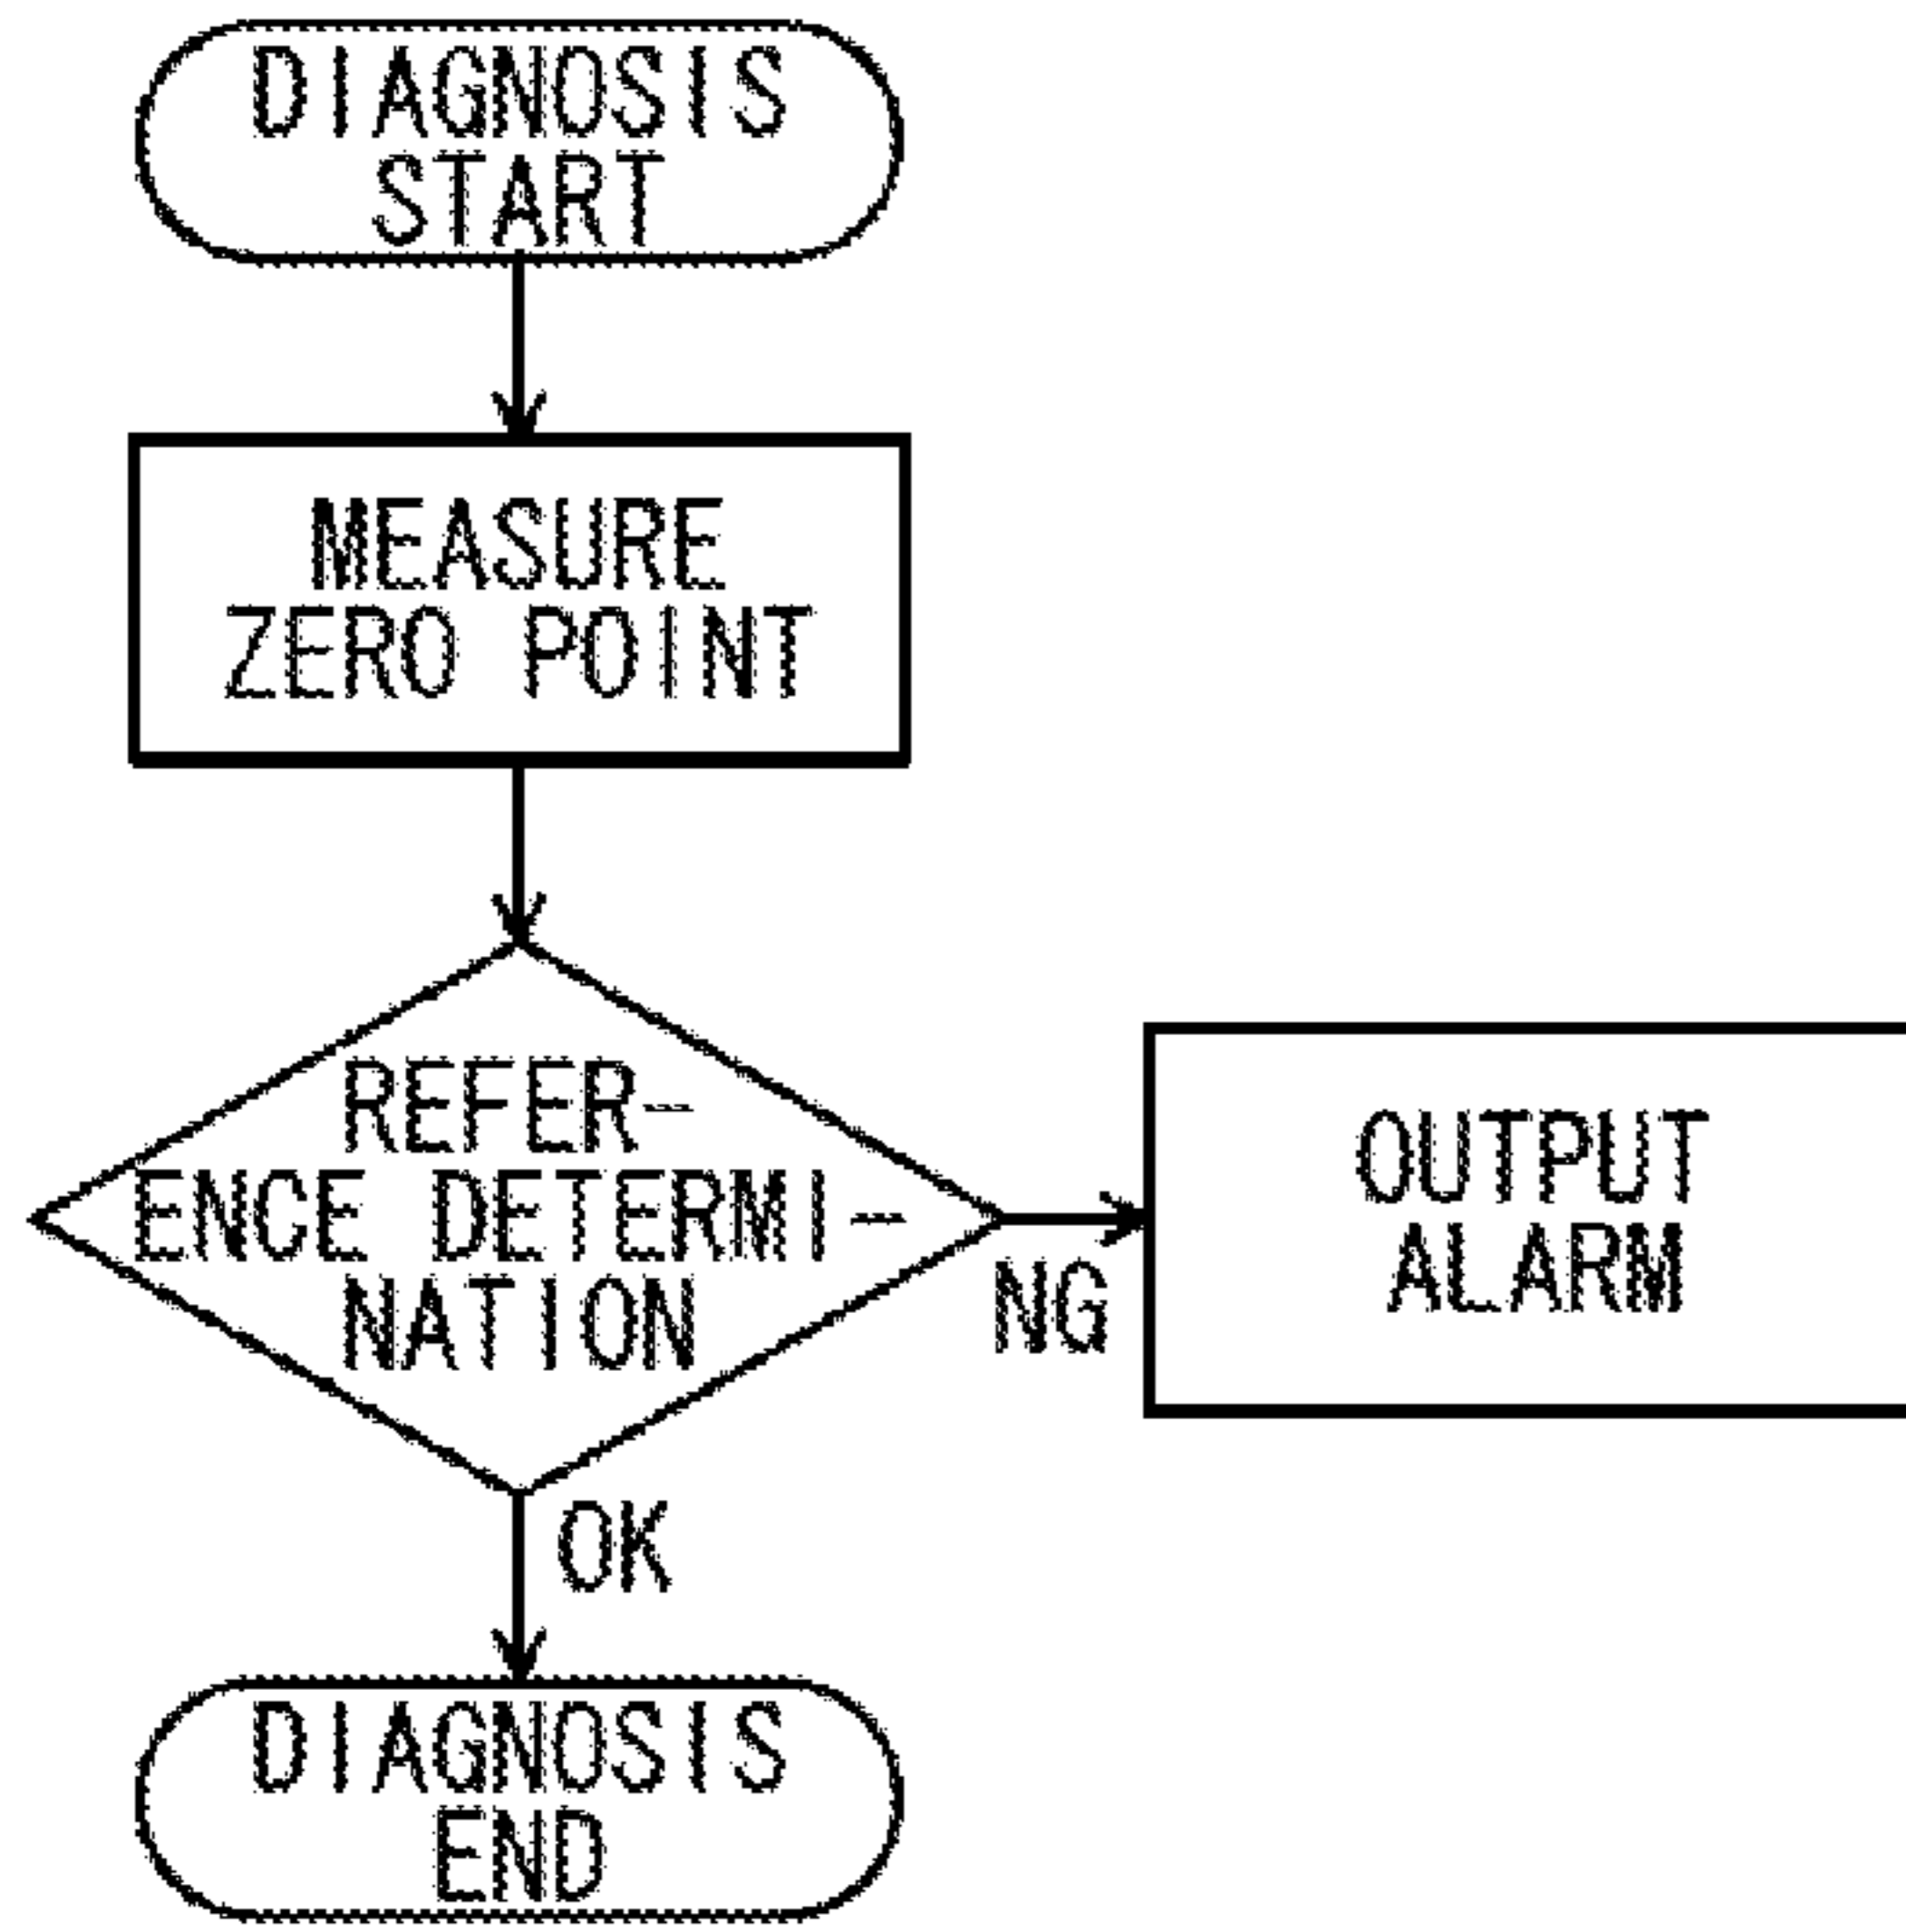 DIAGNOSIS
START
MEASURE
ZERO POINT
REFER-
ENCE DETERMI-
NATION
NG
OUTPUT
ALARM
OK
DIAGNOSIS
END